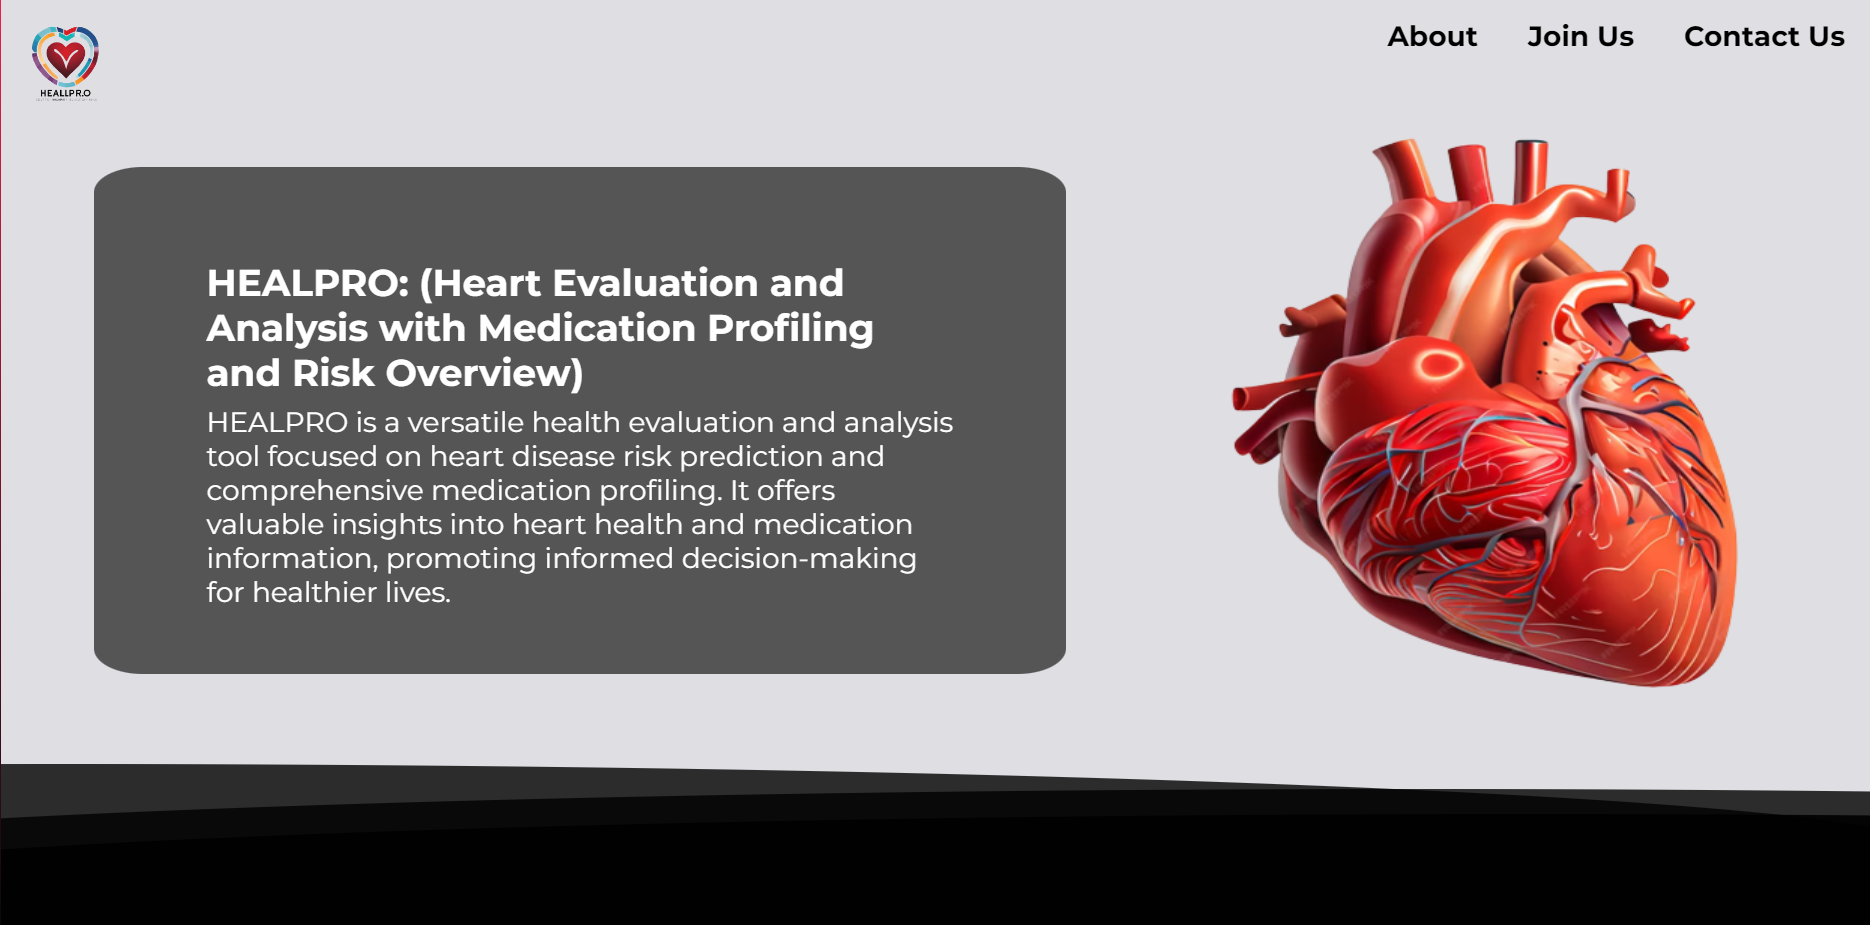 HEALLPR.O
About Join Us Contact Us
HEALPRO: (Heart Evaluation and
Analysis with Medication Profiling
and Risk Overview)
HEALPRO is a versatile health evaluation and analysis
tool focused on heart disease risk prediction and
comprehensive medication profiling. It offers
valuable insights into heart health and medication
information, promoting informed decision-making
for healthier lives.